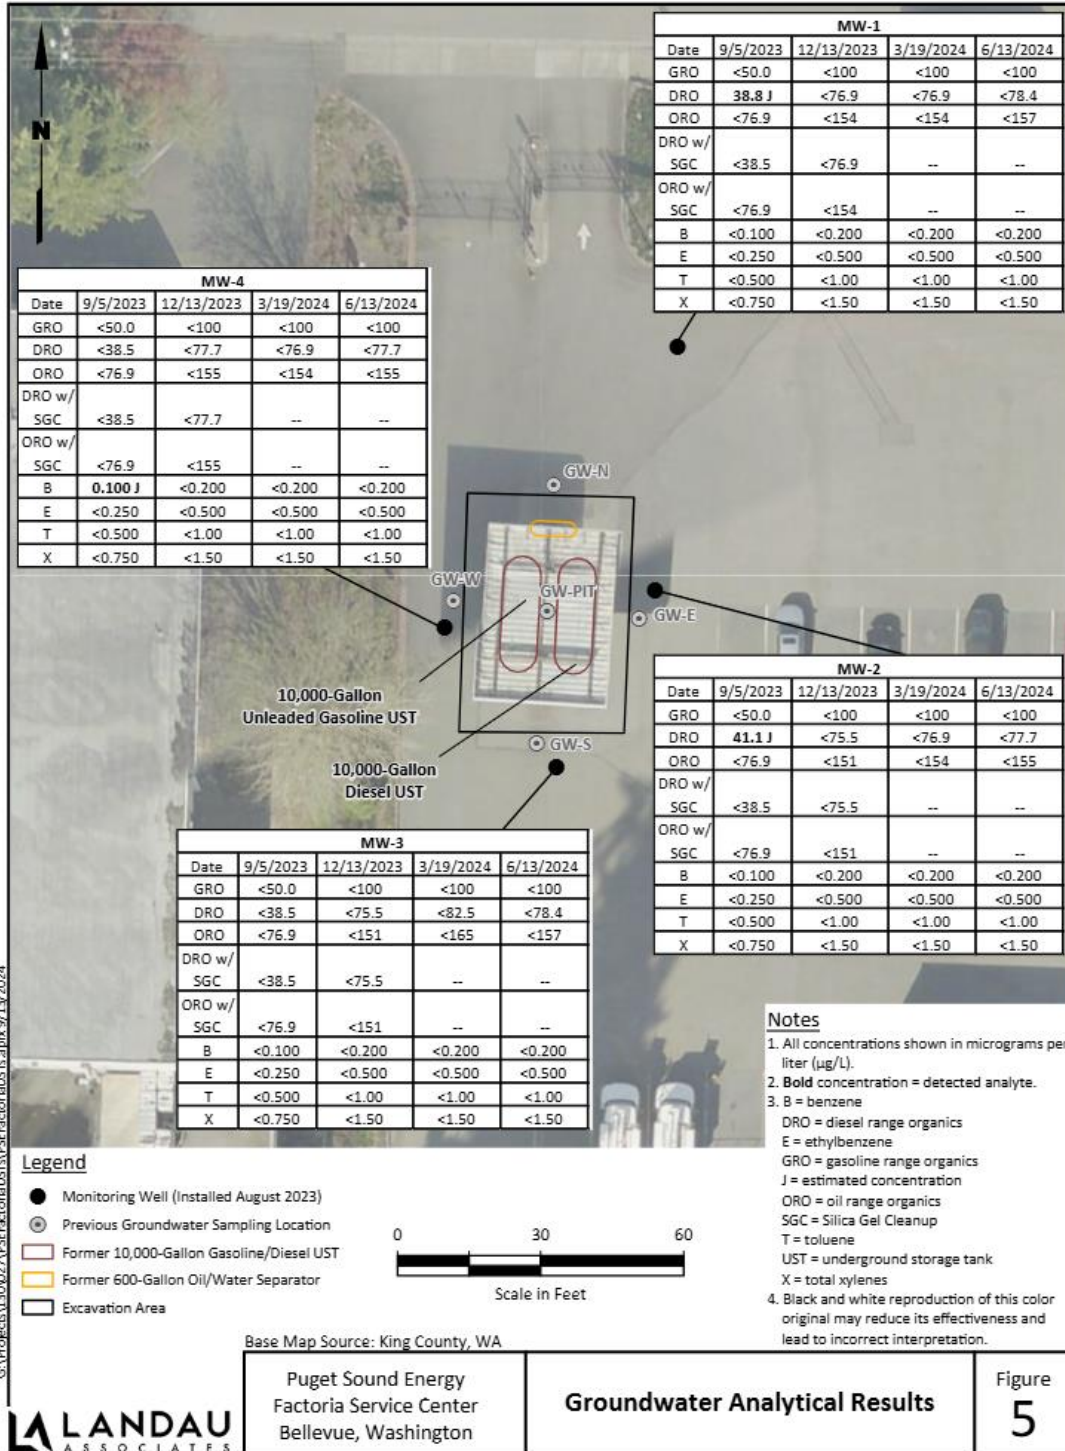 N
MW-1
Date 9/5/2023 12/13/2023 3/19/2024 6/13/2024
GRO <50.0 <100 <100 <100
DRO 38.8 J <76.9 <76.9 <78.4
ORO <76.9 <154 <154 <157
DRO w/
SGC <38.5 <76.9 -- --
ORO w/
SGC <76.9 <154 -- --
B <0.100 <0.200 <0.200 <0.200
E <0.250 <0.500 <0.500 <0.500
T <0.500 <1.00 <1.00 <1.00
X <0.750 <1.50 <1.50 <1.50
MW-4
Date 9/5/2023 12/13/2023 3/19/2024 6/13/2024
GRO <50.0 <100 <100 <100
DRO <38.5 <77.7 <76.9 <77.7
ORO <76.9 <155 <154 <155
DRO w/
SGC <38.5 <77.7 -- --
ORO w/
SGC <76.9 <155 -- --
B 0.100 J <0.200 <0.200 <0.200
E <0.250 <0.500 <0.500 <0.500
T <0.500 <1.00 <1.00 <1.00
X <0.750 <1.50 <1.50 <1.50
GW-N
GW-W
GW-PIT
GW-E
10,000-Gallon
Unleaded Gasoline UST
GW-S
10,000-Gallon
Diesel UST
MW-2
Date 9/5/2023 12/13/2023 3/19/2024 6/13/2024
GRO <50.0 <100 <100 <100
DRO 41.1 J <75.5 <76.9 <77.7
ORO <76.9 <151 <154 <155
DRO w/
SGC <38.5 <75.5 -- --
ORO w/
SGC <76.9 <151 -- --
B <0.100 <0.200 <0.200 <0.200
E <0.250 <0.500 <0.500 <0.500
T <0.500 <1.00 <1.00 <1.00
X <0.750 <1.50 <1.50 <1.50
MW-3
Date 9/5/2023 12/13/2023 3/19/2024 6/13/2024
GRO <50.0 <100 <100 <100
DRO <38.5 <75.5 <82.5 <78.4
ORO <76.9 <151 <165 <157
DRO w/
SGC <38.5 <75.5 -- --
ORO w/
SGC <76.9 <151 -- --
B <0.100 <0.200 <0.200 <0.200
E <0.250 <0.500 <0.500 <0.500
T <0.500 <1.00 <1.00 <1.00
X <0.750 <1.50 <1.50 <1.50
Notes
1. All concentrations shown in micrograms per
liter (µg/L).
2. Bold concentration = detected analyte.
3. B = benzene
DRO = diesel range organics
E = ethylbenzene
GRO = gasoline range organics
J = estimated concentration
ORO = oil range organics
SGC = Silica Gel Cleanup
T = toluene
UST = underground storage tank
X = total xylenes
4. Black and white reproduction of this color
original may reduce its effectiveness and
lead to incorrect interpretation.
Legend
Monitoring Well (Installed August 2023)
Previous Groundwater Sampling Location
Former 10,000-Gallon Gasoline/Diesel UST
Former 600-Gallon Oil/Water Separator
Excavation Area
0 30 60
Scale in Feet
Base Map Source: King County, WA
LANDAU
ASSOCIATES
Puget Sound Energy
Factoria Service Center
Bellevue, Washington
Groundwater Analytical Results
Figure
5